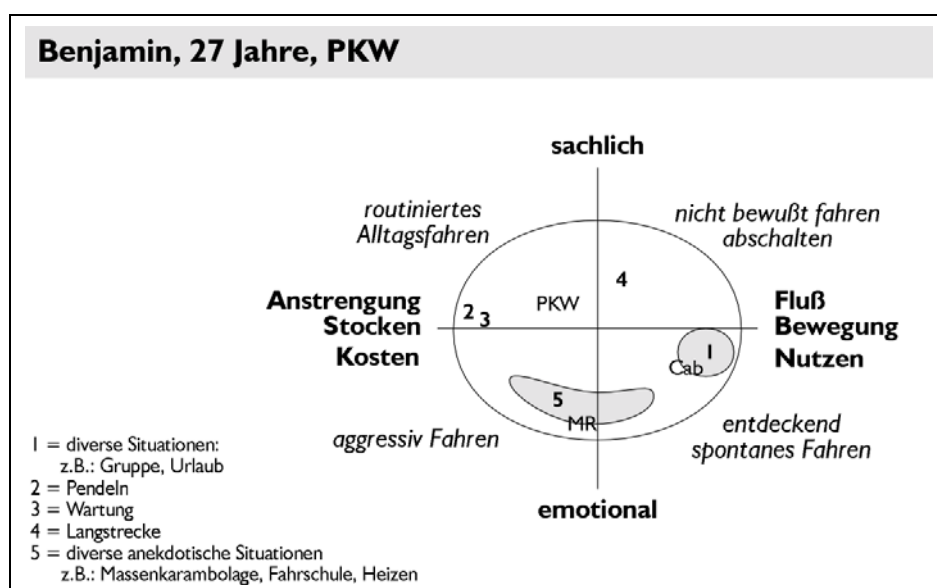 Benjamin, 27 Jahre, PKW
sachlich
routiniertes
Alltagsfahren
nicht bewußt fahren
abschalten
4
Anstrengung
Stocken
Kosten
2
3
PKW
Fluß
Bewegung
Nutzen
1
Cab
5
MR
aggressiv Fahren
entdeckend
spontanes Fahren
emotional
1 = diverse Situationen:
z.B.: Gruppe, Urlaub
2 = Pendeln
3 = Wartung
4 = Langstrecke
5 = diverse anekdotische Situationen
z.B.: Massenkarambolage, Fahrschule, Heizen